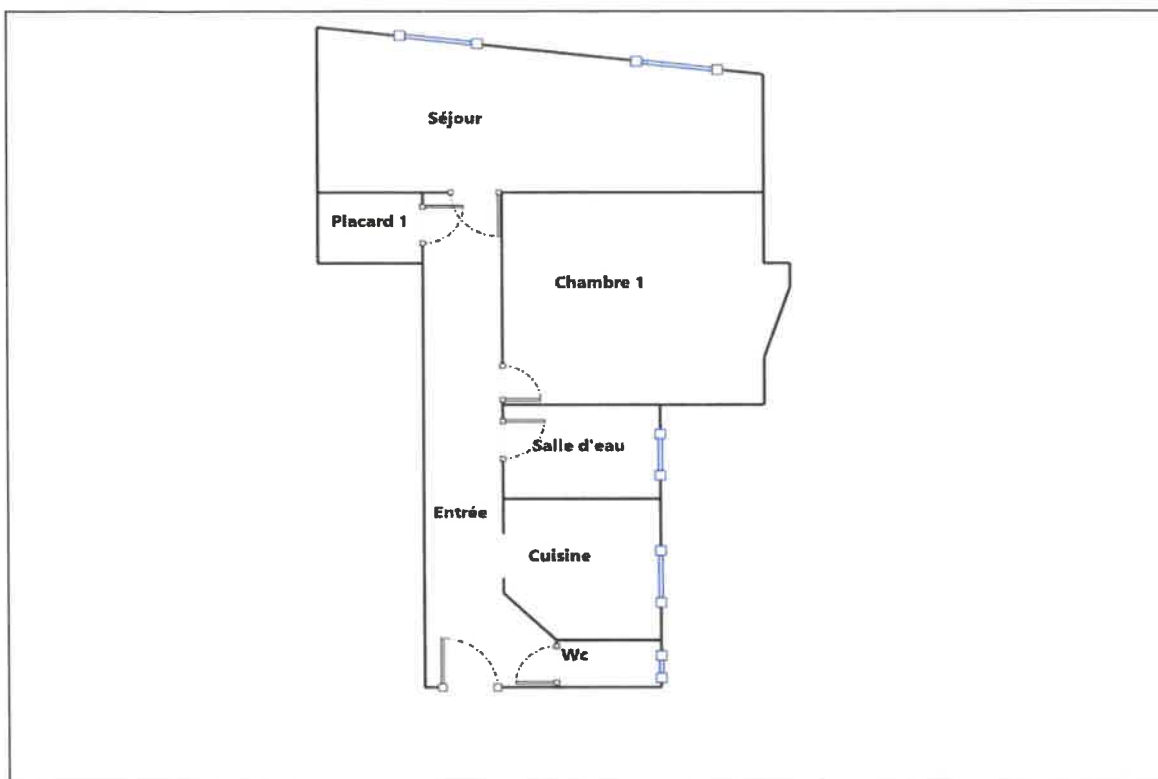 Séjour
Placard 1
Chambre 1
Salle d'eau
Entrée
Cuisine
Wc